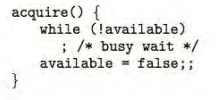 acquire() {
    while (!available)
        ; /* busy wait */
    available = false;;
}